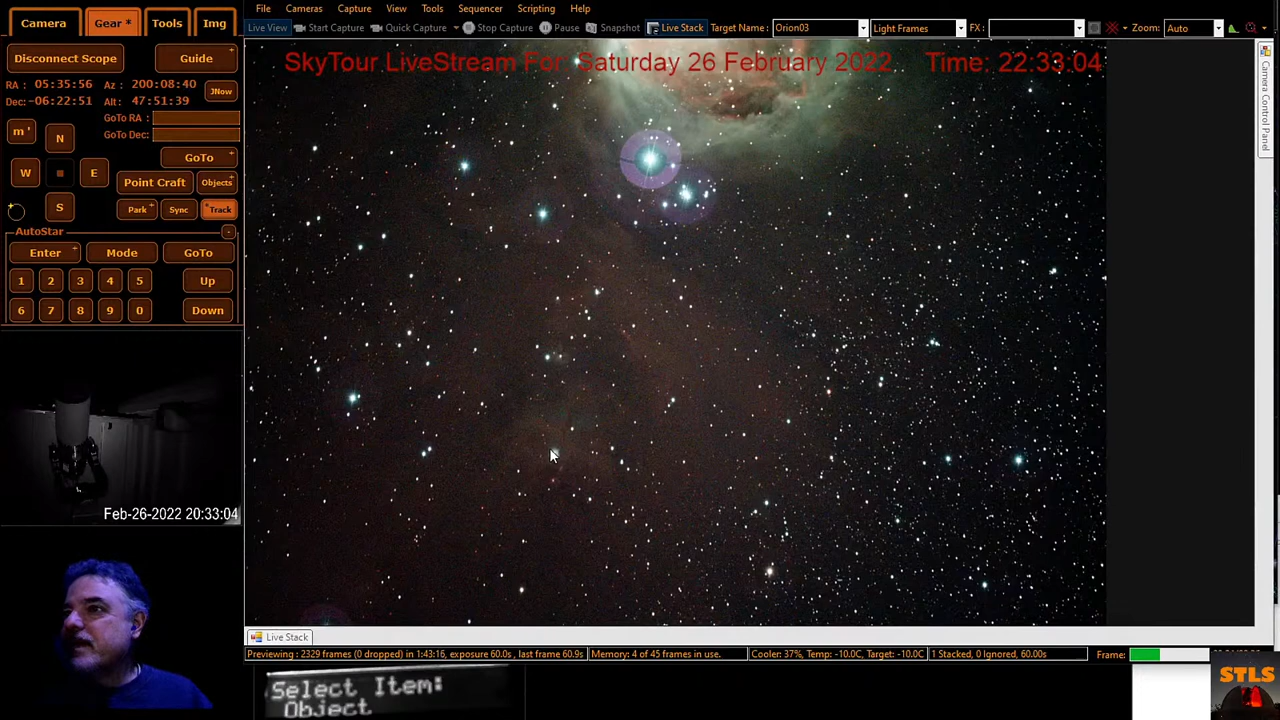 Camera Gear * Tools Img
File Cameras Capture View Tools Sequencer Scripting Help
Live View Start Capture Quick Capture Stop Capture Pause Snapshot Live Stack Target Name : Orion03 Light Frames FX : Zoom: Auto
Disconnect Scope Guide
RA : 05:35:56 Az : 200:08:40
Dec:-06:22:51 Alt: 47:51:39
JNow
GoTo RA :
GoTo Dec:
m ' N
GoTo
W E
Point Craft Objects
S
Park Sync Track
AutoStar -
Enter Mode GoTo
1 2 3 4 5 Up
6 7 8 9 0 Down
SkyTour LiveStream For Saturday 26 February 2022 Time: 22:33:04
Camera Control Panel
Feb-26-2022 20:33:04
Live Stack
Previewing : 2329 frames (0 dropped) in 1:43:16, exposure 60.0s , last frame 60.9s Memory: 4 of 45 frames in use. Cooler: 37%, Temp: -10.0C, Target: -10.0C 1 Stacked, 0 Ignored, 60.00s Frame:
Select Item:
Object
STLS